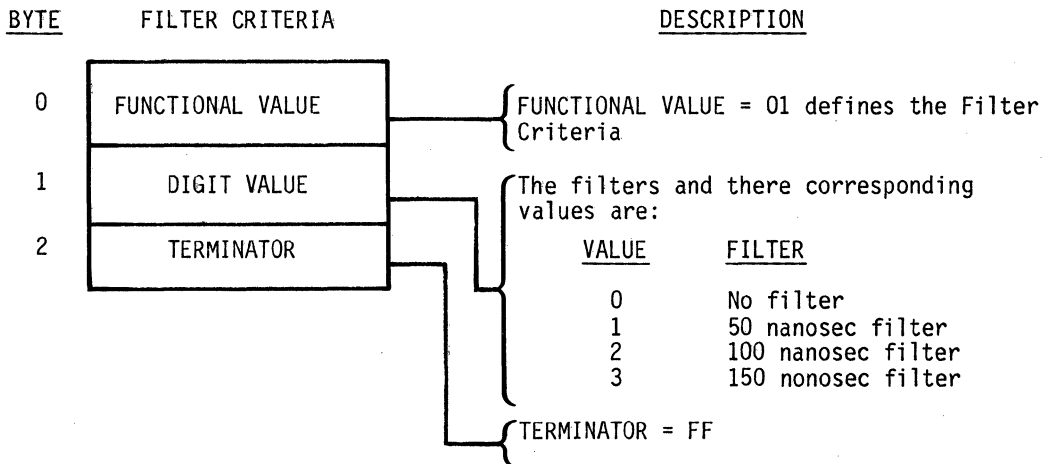 BYTE FILTER CRITERIA DESCRIPTION
0 FUNCTIONAL VALUE FUNCTIONAL VALUE = 01 defines the Filter
Criteria
1 DIGIT VALUE The filters and there corresponding
values are:
2 TERMINATOR VALUE FILTER
0 No filter
1 50 nanosec filter
2 100 nanosec filter
3 150 nonosec filter
TERMINATOR = FF